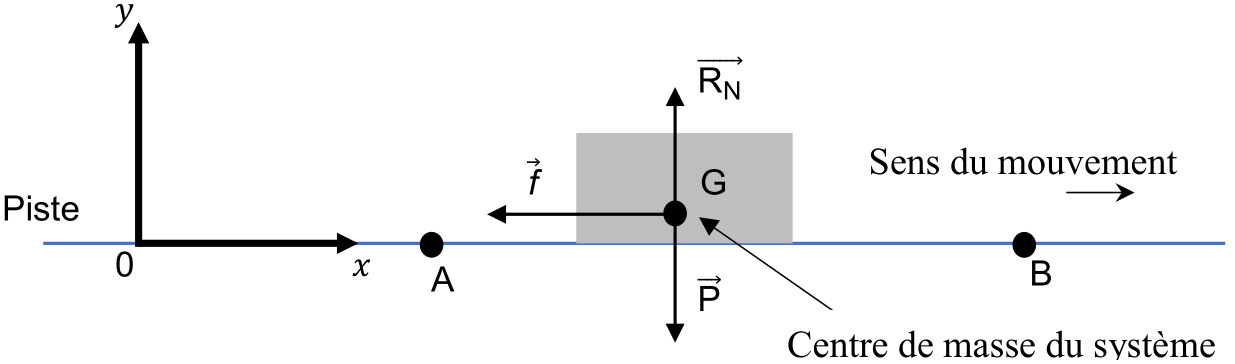 y
R_N
Sens du mouvement
f
G
Piste
0
x
A
B
P
Centre de masse du système